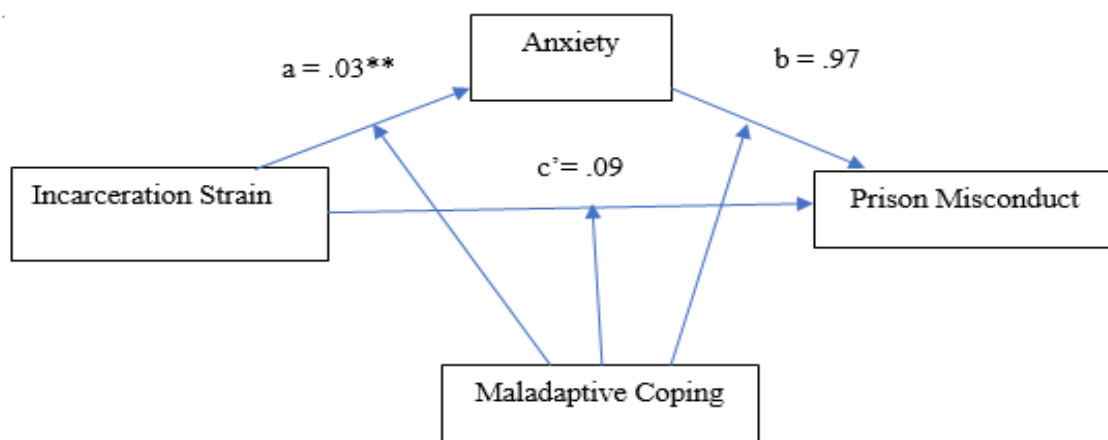 Anxiety
a = .03**
b = .97
Incarceration Strain
c’= .09
Prison Misconduct
Maladaptive Coping